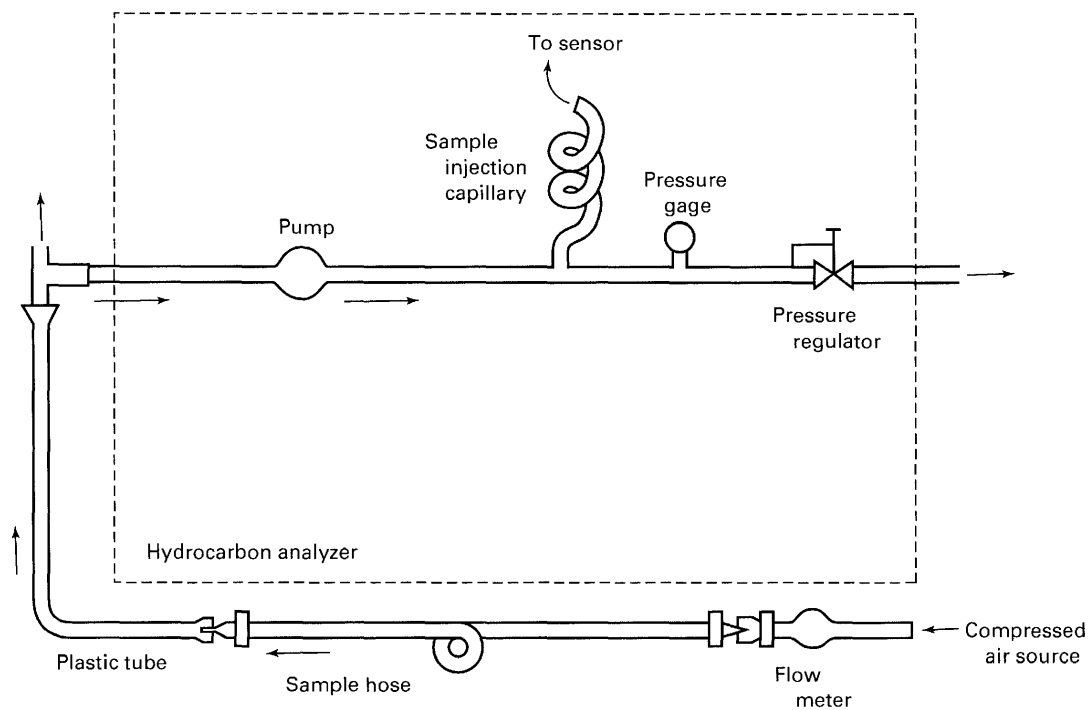 To sensor
Sample
injection
capillary
Pressure
gage
Pump
Pressure
regulator
Hydrocarbon analyzer
Plastic tube
Sample hose
Flow
meter
Compressed
air source